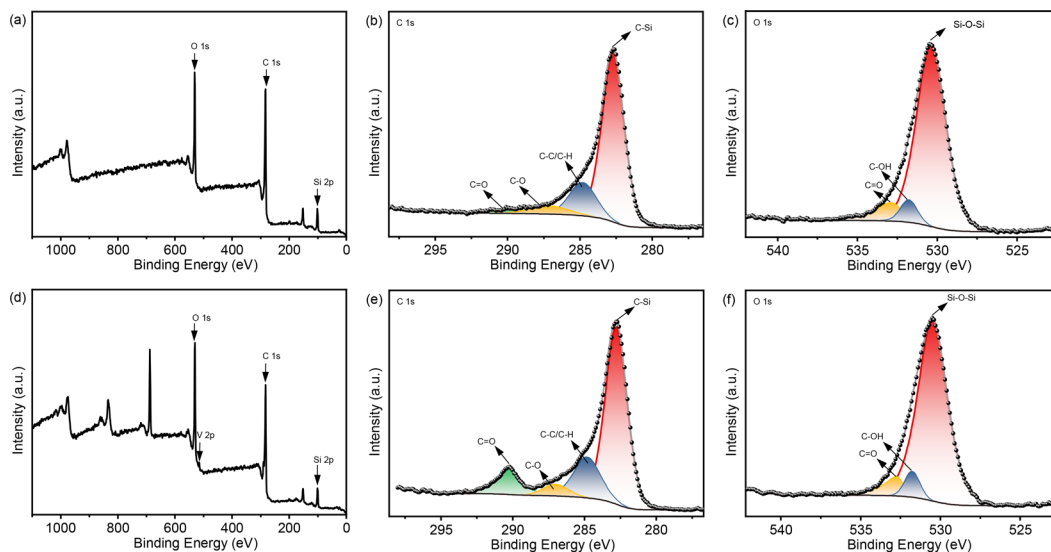 (a)
O 1s
C 1s
Si 2p
Intensity (a.u.)
1000 800 600 400 200 0
Binding Energy (eV)
(b)
C 1s
C-Si
C-C/C-H
C-O
C=O
Intensity (a.u.)
295 290 285 280
Binding Energy (eV)
(c)
O 1s
Si-O-Si
C-OH
C=O
Intensity (a.u.)
540 535 530 525
Binding Energy (eV)
(d)
O 1s
C 1s
V 2p
Si 2p
Intensity (a.u.)
1000 800 600 400 200 0
Binding Energy (eV)
(e)
C 1s
C-Si
C-C/C-H
C=O
C-O
Intensity (a.u.)
295 290 285 280
Binding Energy (eV)
(f)
O 1s
Si-O-Si
C-OH
C=O
Intensity (a.u.)
540 535 530 525
Binding Energy (eV)